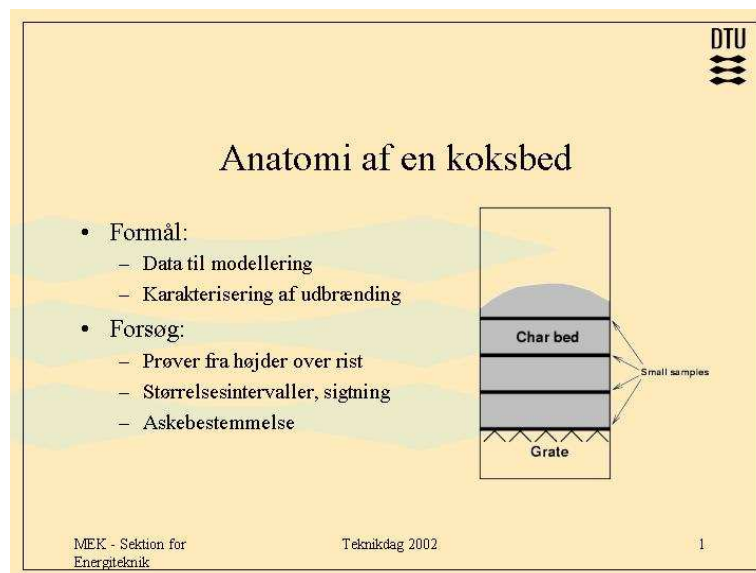 DTU
Anatomi af en koksbed
• Formål:
– Data til modellering
– Karakterisering af udbrænding
• Forsøg:
– Prøver fra højder over rist
– Størrelsesintervaller, sigtning
– Askebestemmelse
Char bed
Small samples
Grate
MEK - Sektion for
Energiteknik
Teknikdag 2002
1